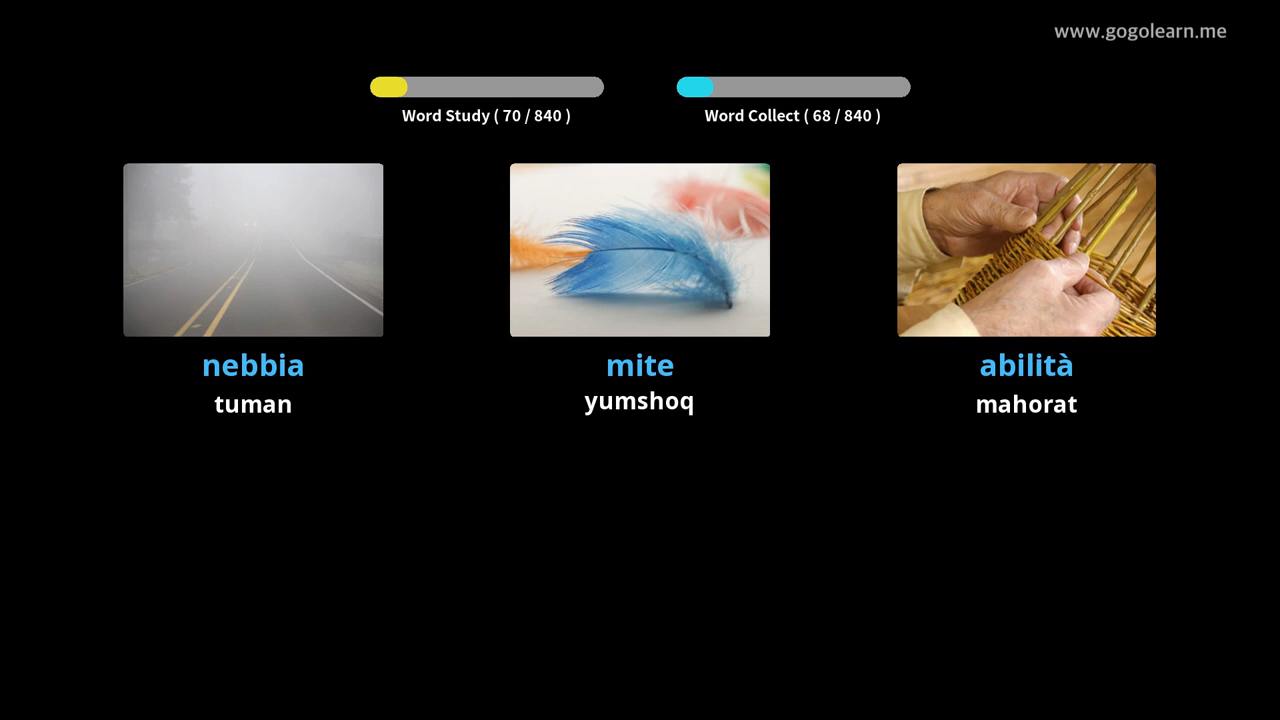 www.gogolearn.me
Word Study ( 70 / 840 )
Word Collect ( 68 / 840 )
nebbia
tuman
mite
yumshoq
abilità
mahorat